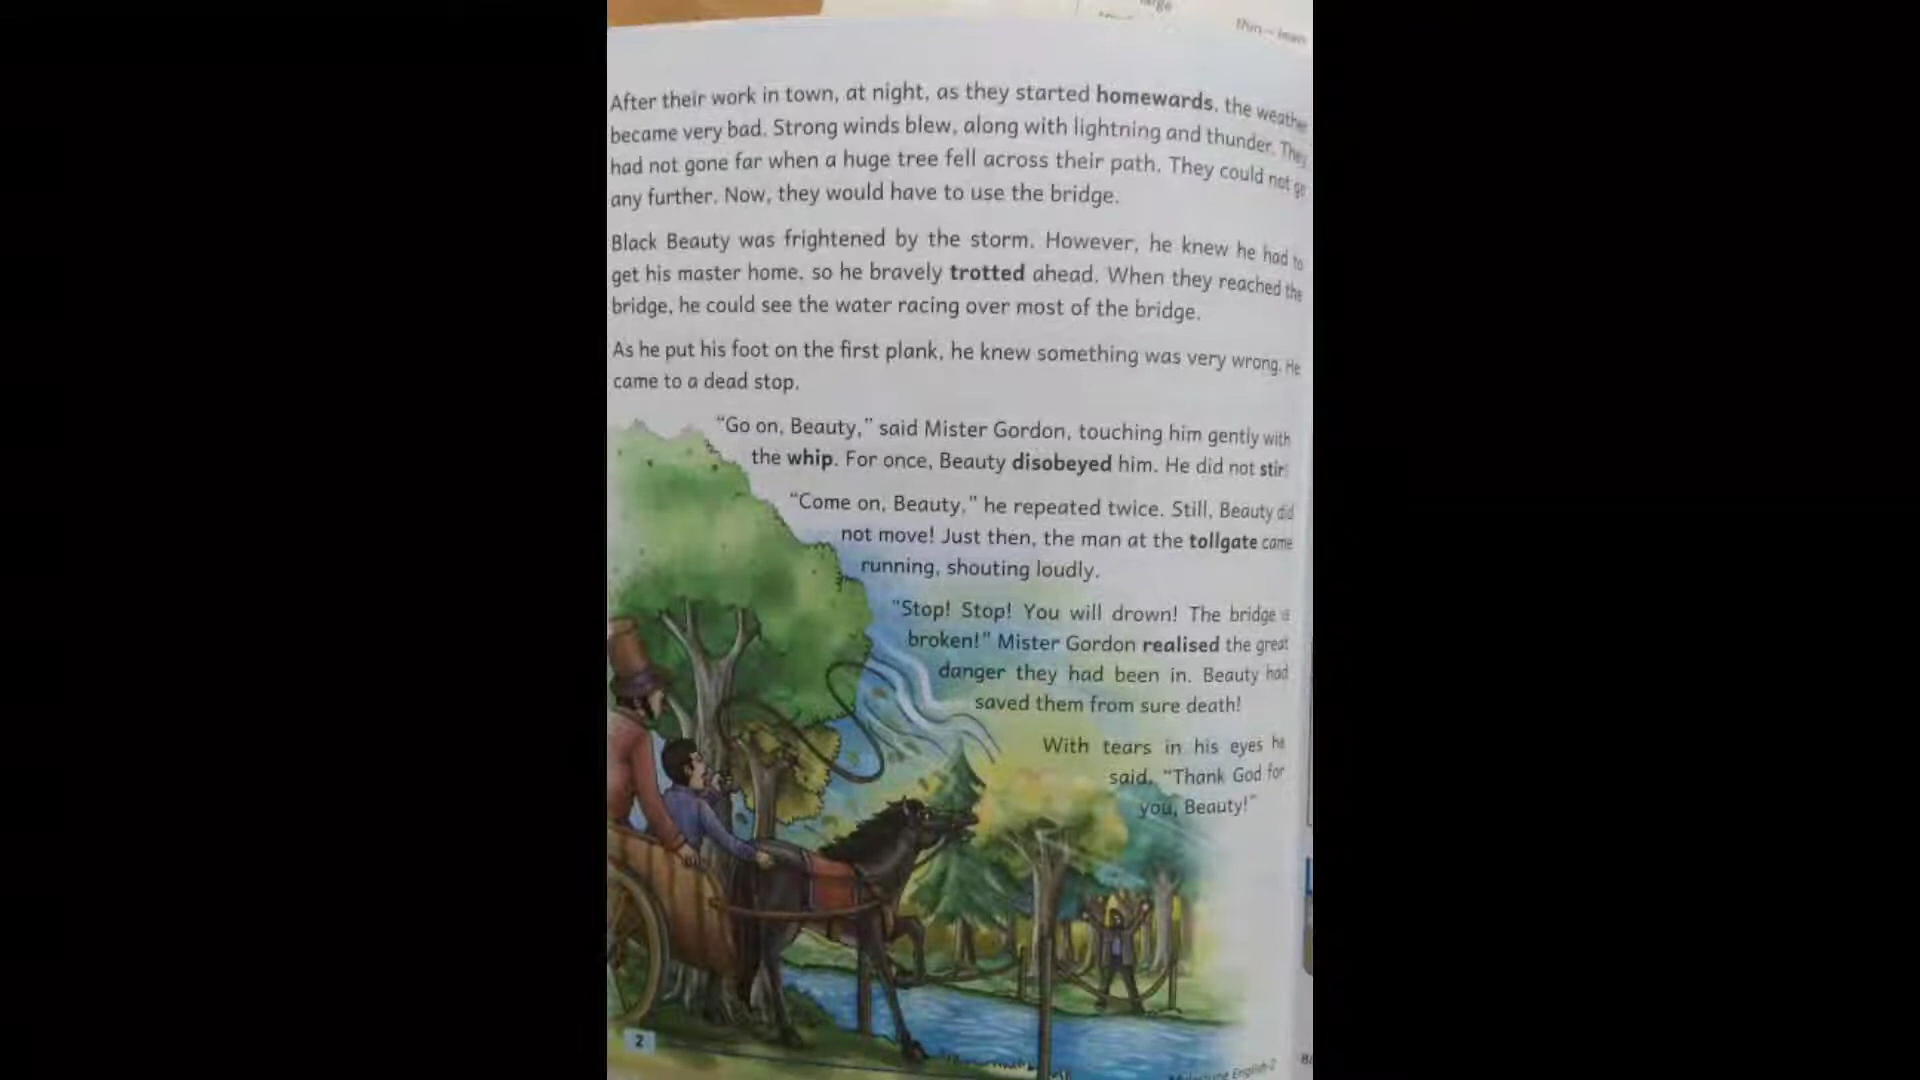 thin – lean
After their work in town, at night, as they started homewards, the weather
became very bad. Strong winds blew, along with lightning and thunder. They
had not gone far when a huge tree fell across their path. They could not go
any further. Now, they would have to use the bridge.
Black Beauty was frightened by the storm. However, he knew he had to
get his master home, so he bravely trotted ahead. When they reached the
bridge, he could see the water racing over most of the bridge.
As he put his foot on the first plank, he knew something was very wrong. He
came to a dead stop.
“Go on, Beauty,” said Mister Gordon, touching him gently with
the whip. For once, Beauty disobeyed him. He did not stir.
“Come on, Beauty,” he repeated twice. Still, Beauty did
not move! Just then, the man at the tollgate came
running, shouting loudly.
“Stop! Stop! You will drown! The bridge is
broken!” Mister Gordon realised the great
danger they had been in. Beauty had
saved them from sure death!
With tears in his eyes he
said, “Thank God for
you, Beauty!”
2
English-2